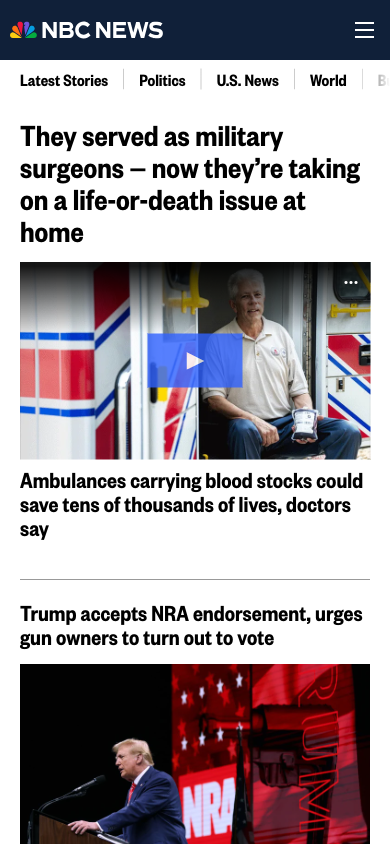 NBC NEWS
Latest Stories
Politics
U.S. News
World
They served as military
surgeons – now they’re taking
on a life-or-death issue at
home
Ambulances carrying blood stocks could
save tens of thousands of lives, doctors
say
Trump accepts NRA endorsement, urges
gun owners to turn out to vote
NRA
RUM